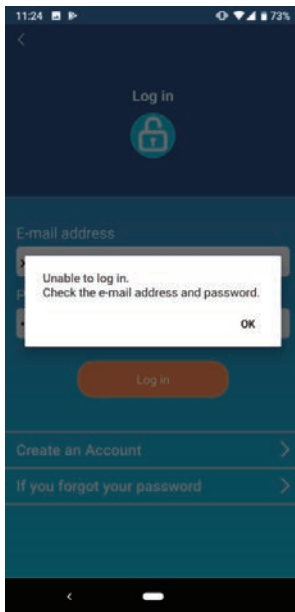 11:24
73%
Log in
E-mail address
Unable to log in.
Check the e-mail address and password.
OK
Log in
Create an Account
If you forgot your password